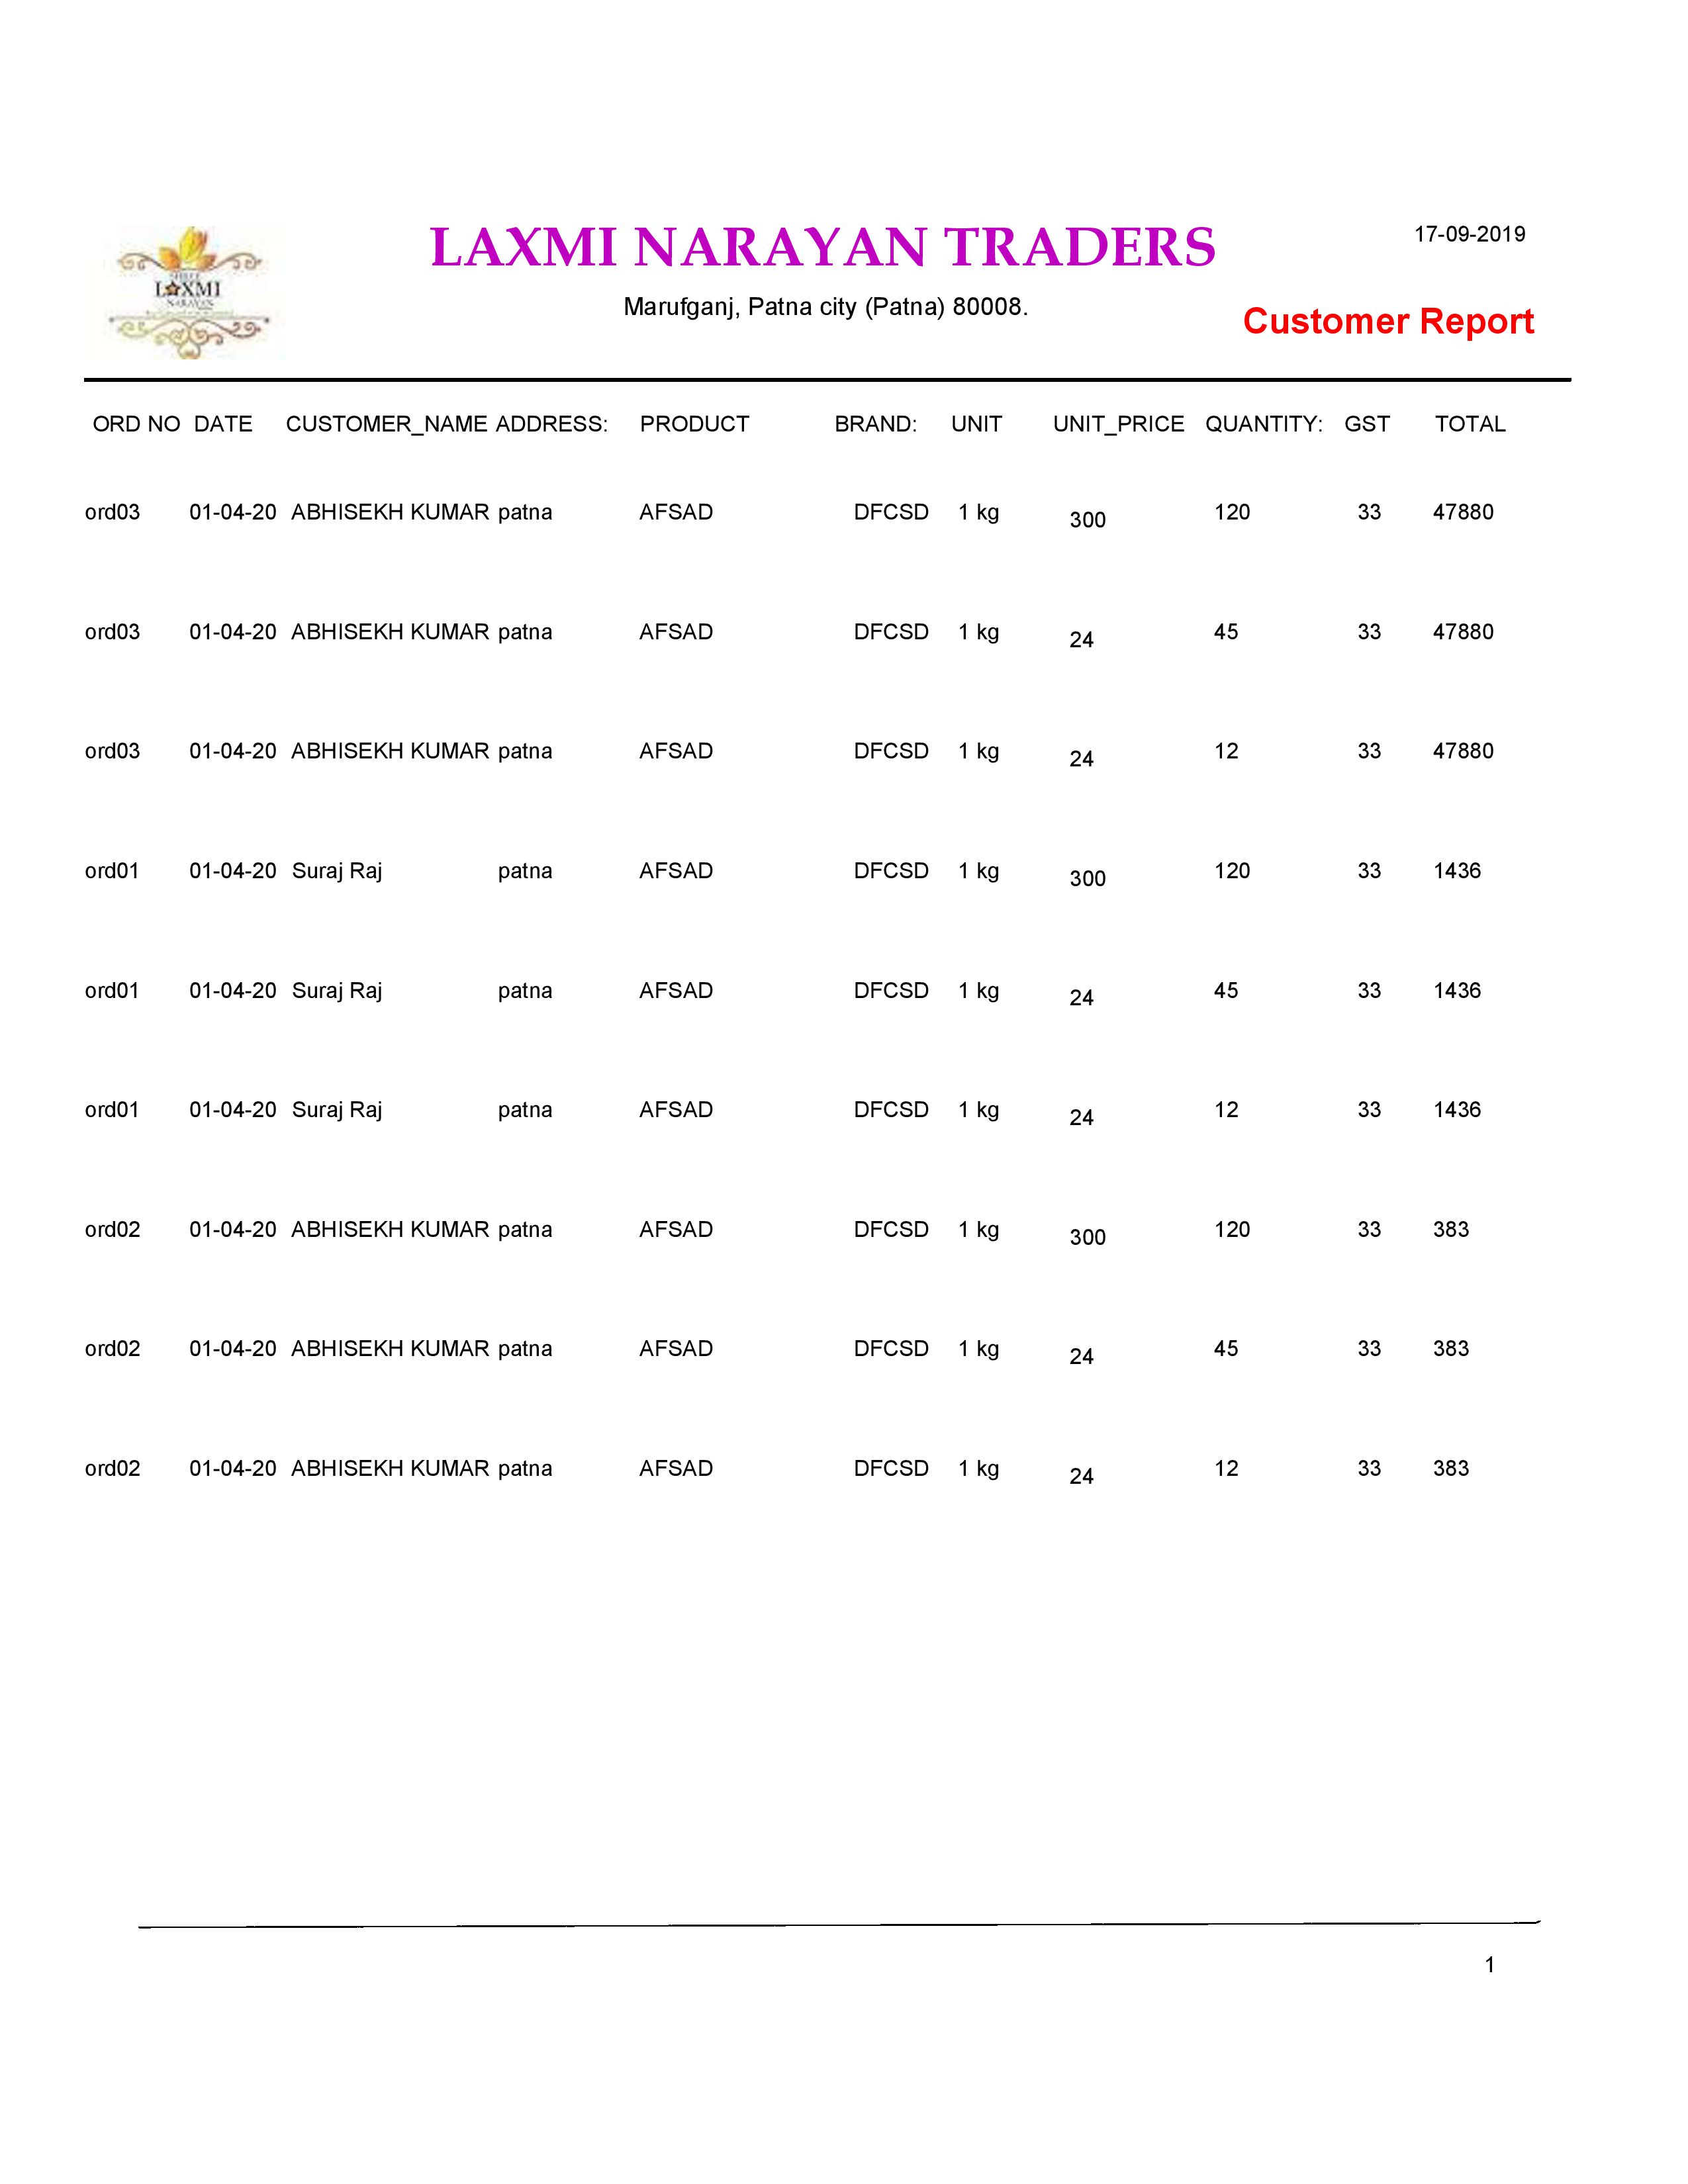 LAXMI
NARAYAN
LAXMI NARAYAN TRADERS
17-09-2019
Marufganj, Patna city (Patna) 80008.
Customer Report
ORD NO DATE CUSTOMER_NAME ADDRESS: PRODUCT BRAND: UNIT UNIT_PRICE QUANTITY: GST TOTAL
ord03 01-04-20 ABHISEKH KUMAR patna AFSAD DFCSD 1 kg 300 120 33 47880
ord03 01-04-20 ABHISEKH KUMAR patna AFSAD DFCSD 1 kg 24 45 33 47880
ord03 01-04-20 ABHISEKH KUMAR patna AFSAD DFCSD 1 kg 24 12 33 47880
ord01 01-04-20 Suraj Raj patna AFSAD DFCSD 1 kg 300 120 33 1436
ord01 01-04-20 Suraj Raj patna AFSAD DFCSD 1 kg 24 45 33 1436
ord01 01-04-20 Suraj Raj patna AFSAD DFCSD 1 kg 24 12 33 1436
ord02 01-04-20 ABHISEKH KUMAR patna AFSAD DFCSD 1 kg 300 120 33 383
ord02 01-04-20 ABHISEKH KUMAR patna AFSAD DFCSD 1 kg 24 45 33 383
ord02 01-04-20 ABHISEKH KUMAR patna AFSAD DFCSD 1 kg 24 12 33 383
1